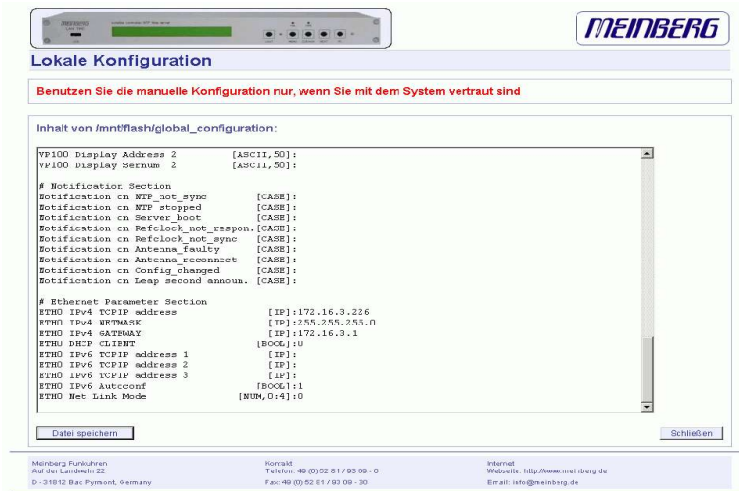 MEINBERG
MEINBERG
Lokale Konfiguration
Benutzen Sie die manuelle Konfiguration nur, wenn Sie mit dem System vertraut sind
Inhalt von /mnt/flash/global_configuration:
VP100 Display Address 2 [ASCII,50]:
VP100 Display Sernum 2 [ASCII,50]:
# Notification Section
Notification on NTP_not_sync [CASE]:
Notification on NTP stopped [CASE]:
Notification on Server_boot [CASE]:
Notification on Refclock_not_respon.[CASE]:
Notification on Refclock_not_sync [CASE]:
Notification on Antenna_faulty [CASE]:
Notification on Antenna_reconnect [CASE]:
Notification on Config_changed [CASE]:
Notification on Leap second announ. [CASE]:
# Ethernet Parameter Section
ETH0 IPv4 TCPIP address [IP]:172.16.3.226
ETH0 IPv4 NETMASK [IP]:255.255.255.0
ETH0 IPv4 GATEWAY [IP]:172.16.3.1
ETH0 DHCP CLIENT [BOOL]:0
ETH0 IPv6 TCPIP address 1 [IP]:
ETH0 IPv6 TCPIP address 2 [IP]:
ETH0 IPv6 TCPIP address 3 [IP]:
ETH0 IPv6 Autoconf [BOOL]:1
ETH0 Net Link Mode [NUM,0:4]:0
Datei speichern
Schließen
Meinberg Funkuhren
Auf der Landwehr 22
D - 31812 Bad Pyrmont, Germany
Kontakt
Telefon: 49 (0) 52 81 / 93 09 - 0
Fax: 49 (0) 52 81 / 93 09 - 30
Internet
Webseite: http://www.meinberg.de
Email: info@meinberg.de